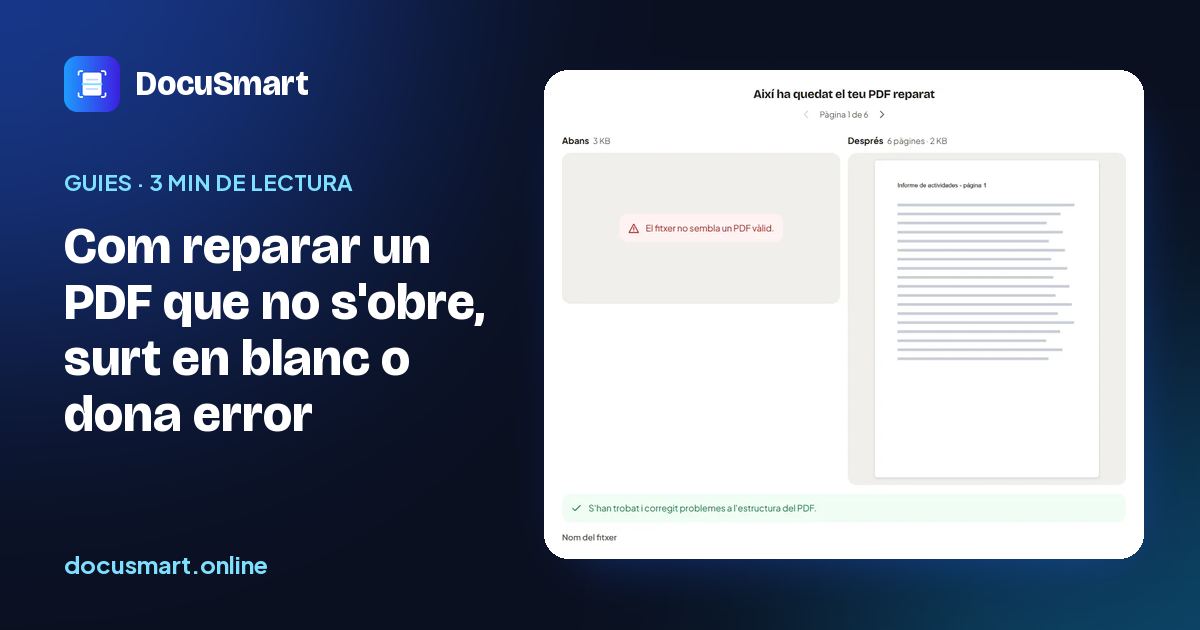 DocuSmart
GUIES · 3 MIN DE LECTURA
Com reparar un
PDF que no s'obre,
surt en blanc o
dona error
docusmart.online
Així ha quedat el teu PDF reparat
Pàgina 1 de 6
Abans 3 KB
El fitxer no sembla un PDF vàlid.
Després 6 pàgines · 2 KB
Informe de actividades - página 1
S'han trobat i corregit problemes a l'estructura del PDF.
Nom del fitxer